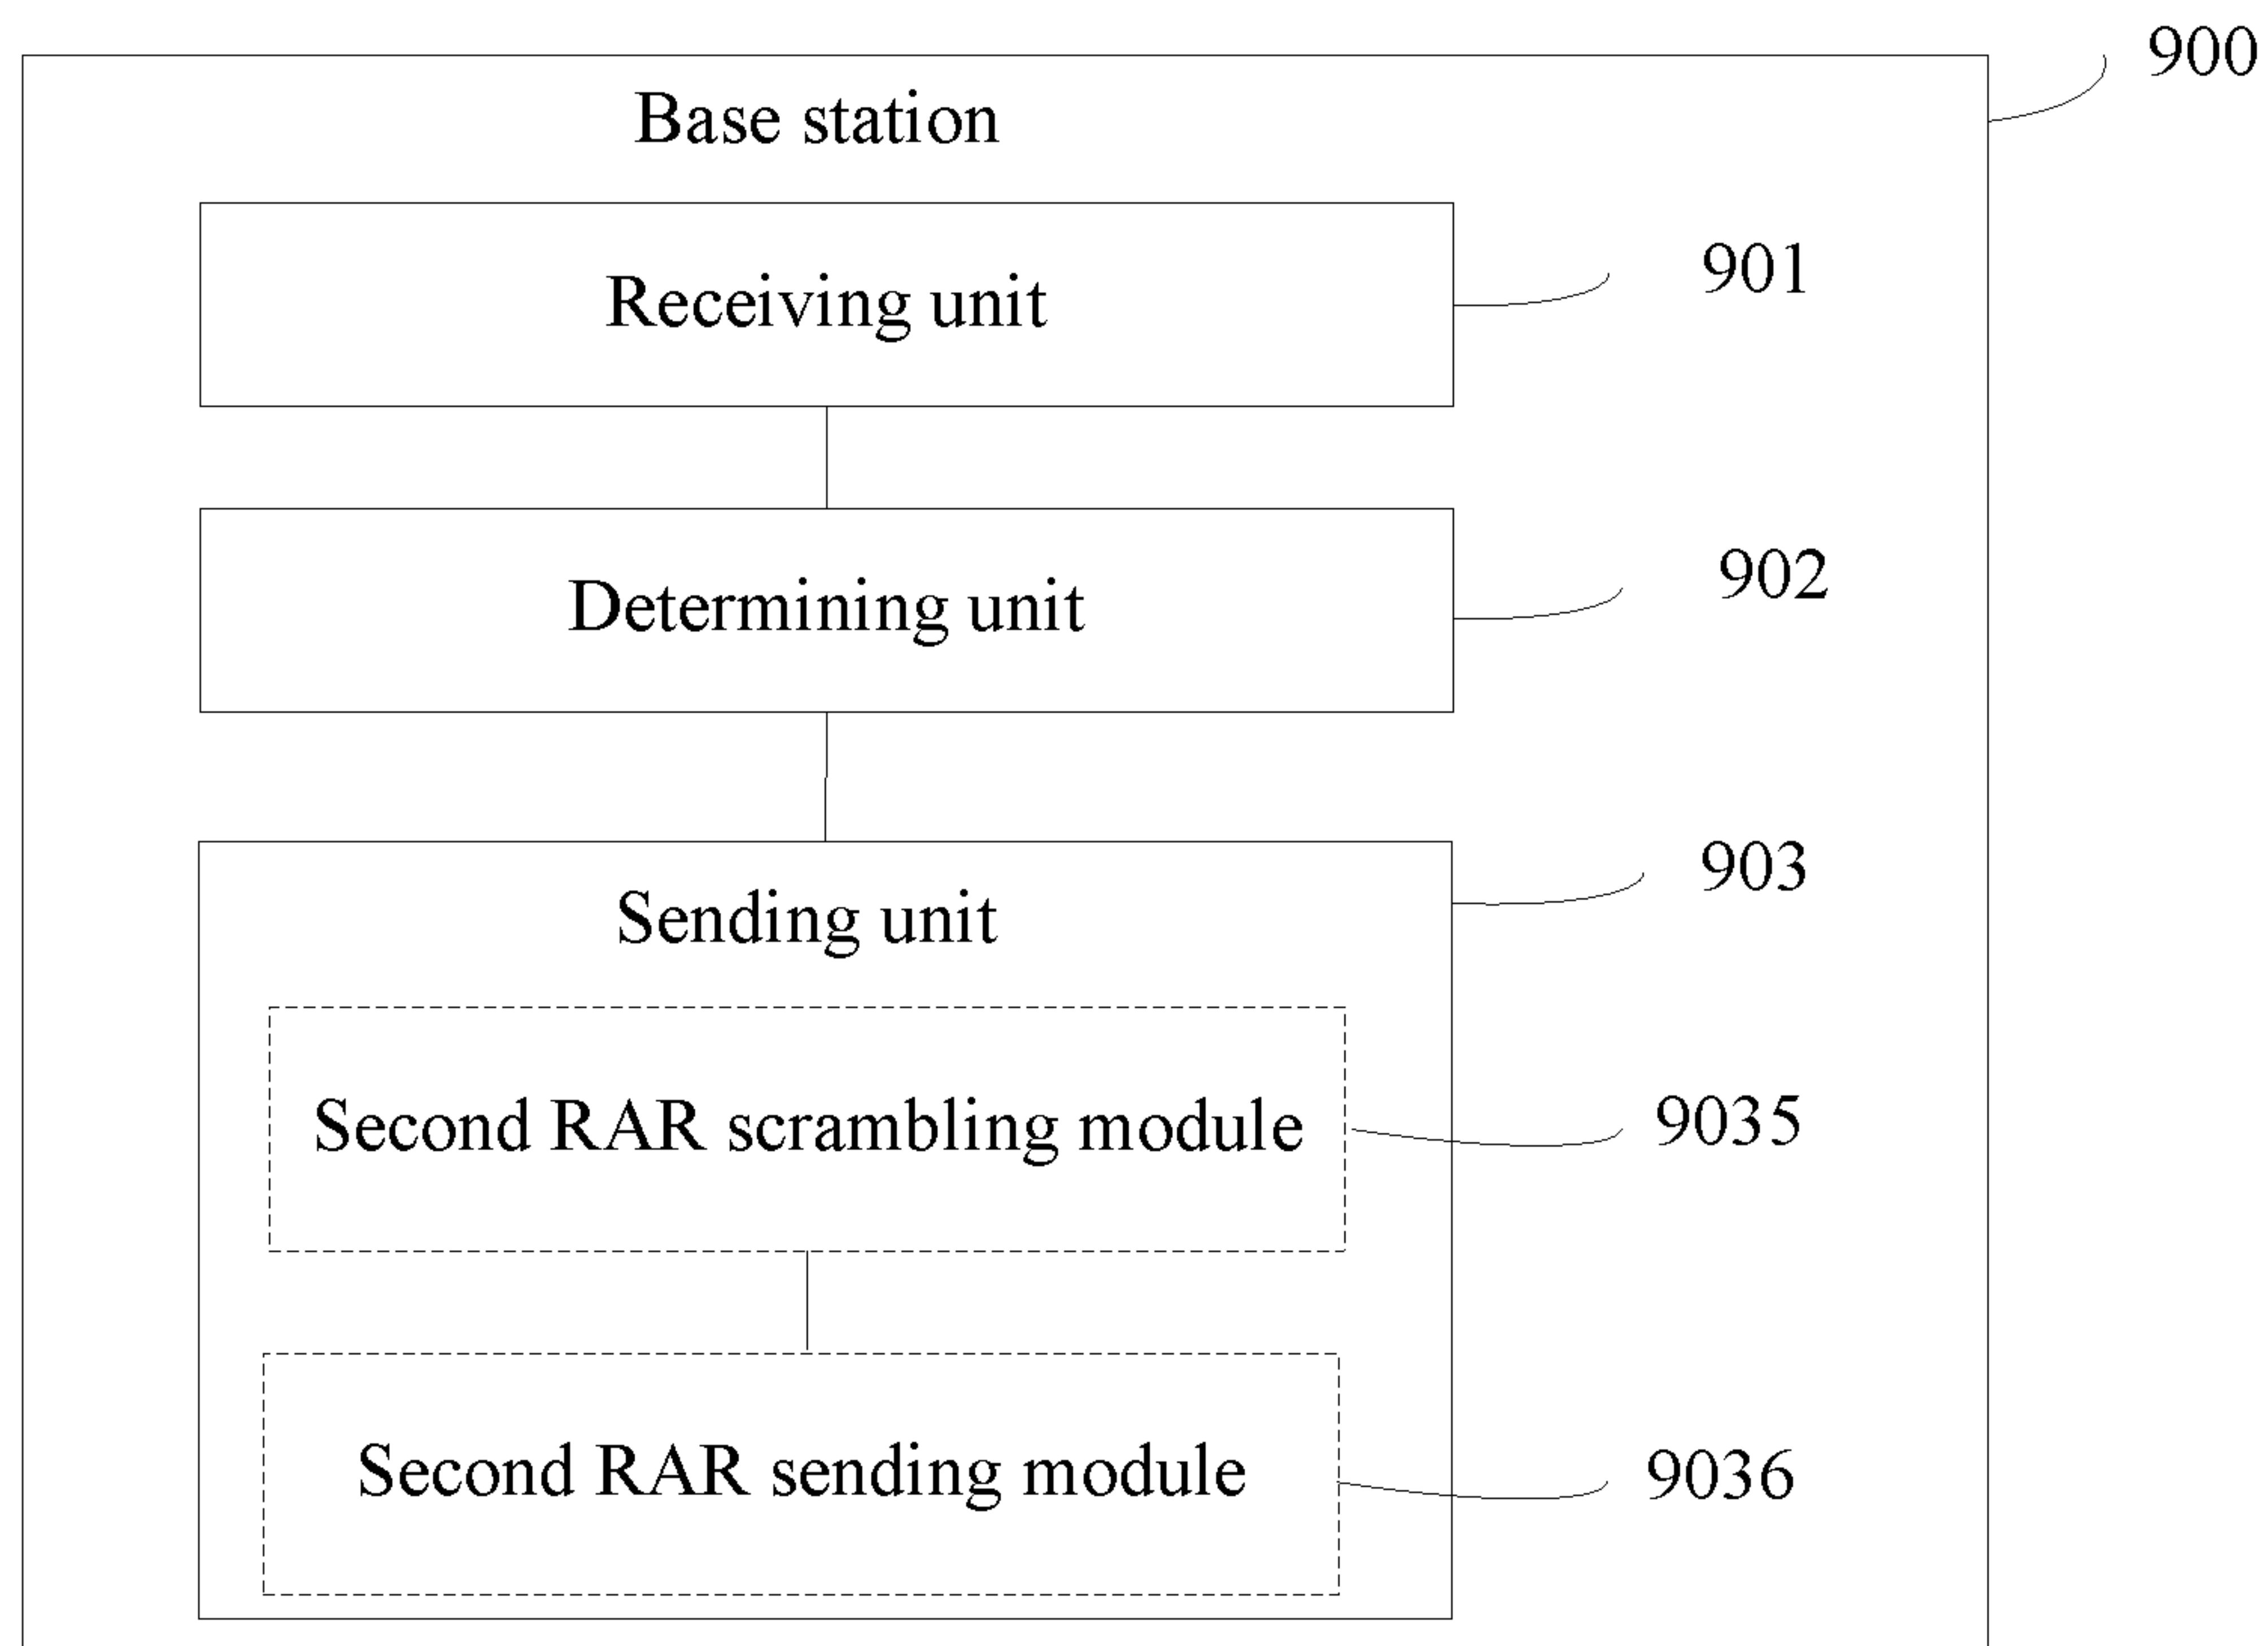 900
Base station
Receiving unit
901
Determining unit
902
Sending unit
903
Second RAR scrambling module
9035
Second RAR sending module
9036